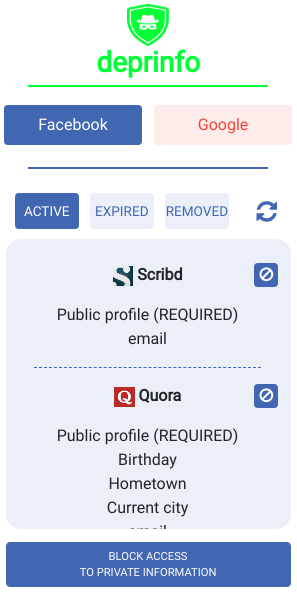 deprinfo
Facebook
Google
ACTIVE
EXPIRED
REMOVED
Scribd
Public profile (REQUIRED)
email
Quora
Public profile (REQUIRED)
Birthday
Hometown
Current city
email
BLOCK ACCESS
TO PRIVATE INFORMATION